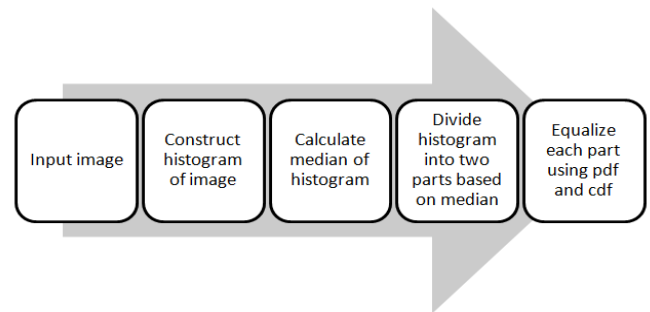 Input image
Construct
histogram
of image
Calculate
median of
histogram
Divide
histogram
into two
parts based
on median
Equalize
each part
using pdf
and cdf